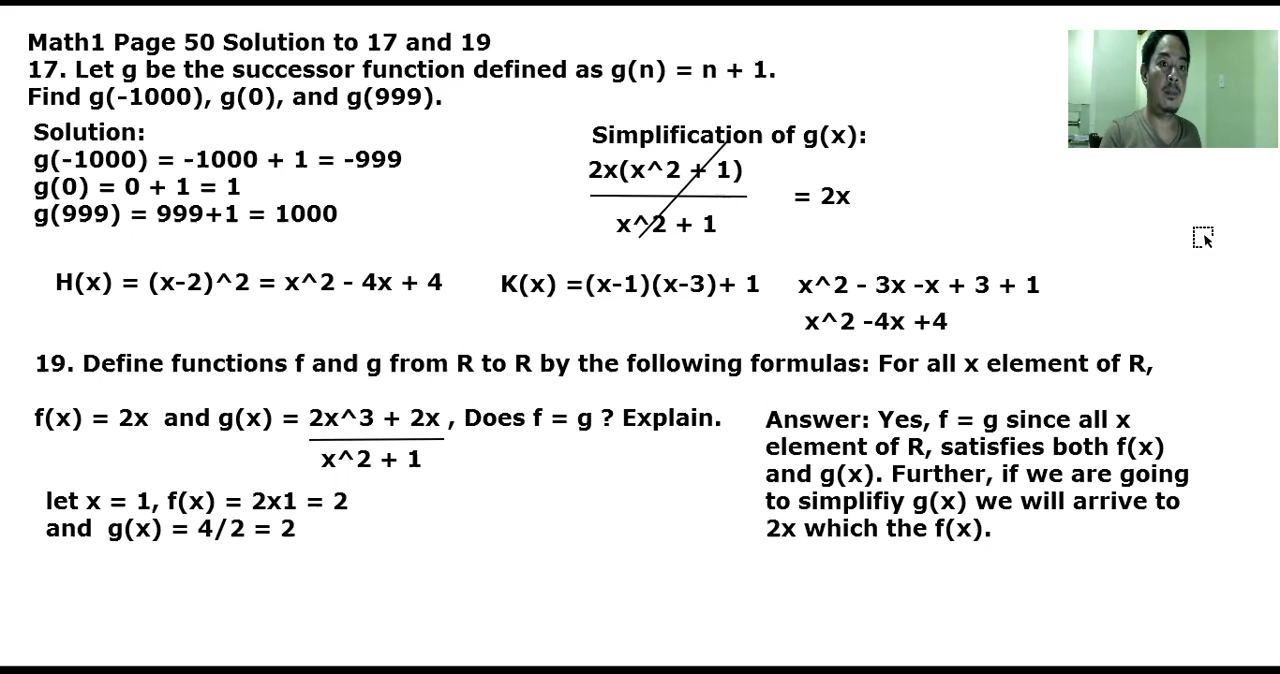 Math1 Page 50 Solution to 17 and 19
17. Let g be the successor function defined as g(n) = n + 1.
Find g(-1000), g(0), and g(999).
Solution:
g(-1000) = -1000 + 1 = -999
g(0) = 0 + 1 = 1
g(999) = 999+1 = 1000
Simplification of g(x):
2x(x^2 + 1)
= 2x
x^2 + 1
H(x) = (x-2)^2 = x^2 - 4x + 4
K(x) =(x-1)(x-3)+ 1
x^2 - 3x -x + 3 + 1
x^2 -4x +4
19. Define functions f and g from R to R by the following formulas: For all x element of R,
f(x) = 2x and g(x) = 2x^3 + 2x , Does f = g ? Explain.
x^2 + 1
let x = 1, f(x) = 2x1 = 2
and g(x) = 4/2 = 2
Answer: Yes, f = g since all x
element of R, satisfies both f(x)
and g(x). Further, if we are going
to simplifiy g(x) we will arrive to
2x which the f(x).